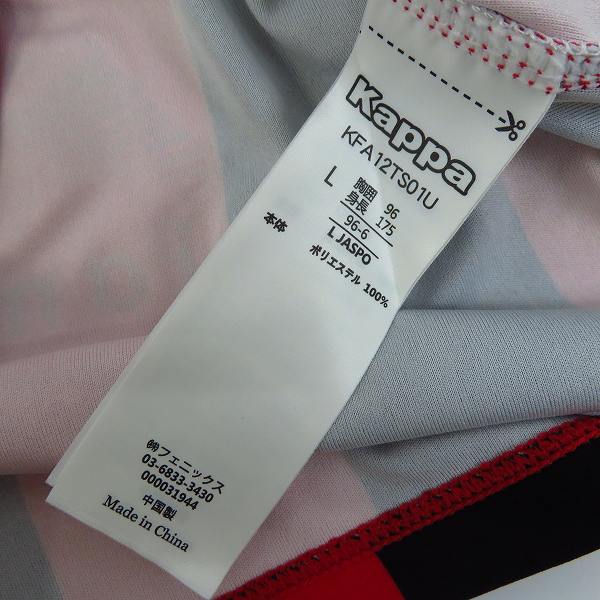 Kappa
KFA12TS01U
L 胸囲 96
身長 175
96-6
L JASPO
本体 ポリエステル 100%
㈱フェニックス
03-6833-3430
000031944
中国製
Made in China